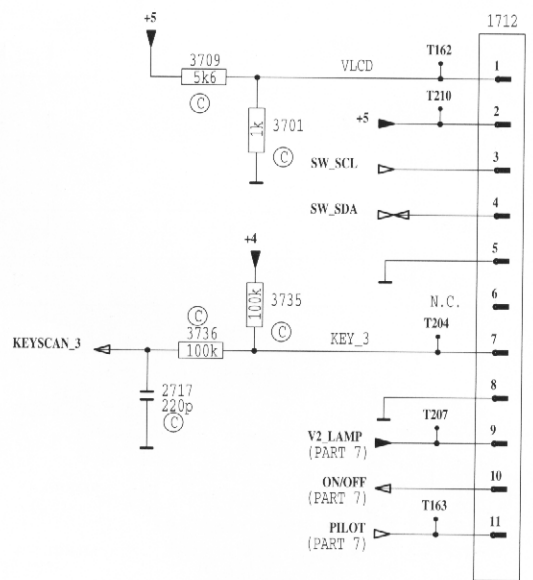 +5
1712
3709
5k6
C
VLCD
T162
1
T210
+5
2
1k
3701
C
SW_SCL
3
SW_SDA
4
+4
5
100k
3735
C
N.C.
6
C
3736
100k
KEYSCAN_3
KEY_3
T204
7
2717
220p
C
8
T207
V2_LAMP
(PART 7)
9
ON/OFF
(PART 7)
10
T163
PILOT
(PART 7)
11